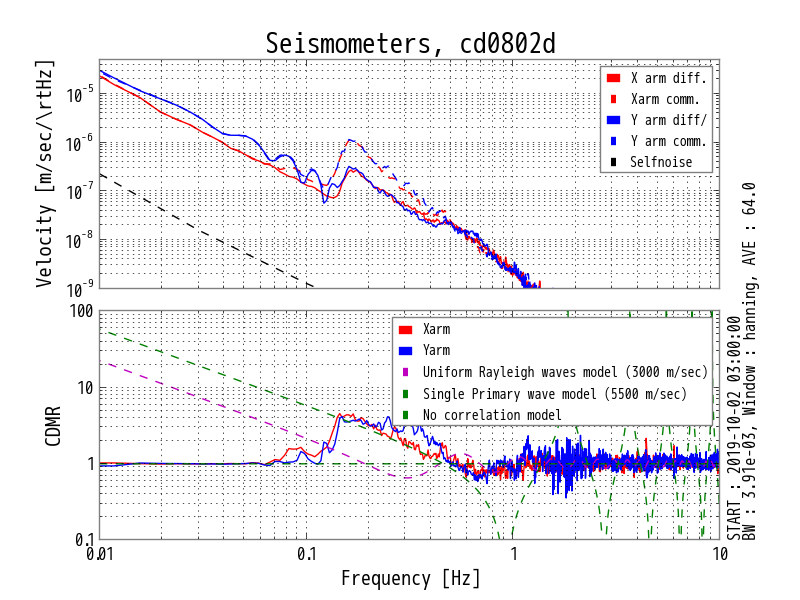 Seismometers, cd0802d
Velocity [m/sec/\rtHz]
10^-5
10^-6
10^-7
10^-8
10^-9
X arm diff.
Xarm comm.
Y arm diff/
Y arm comm.
Selfnoise
CDMR
100
10
1
0.1
Xarm
Yarm
Uniform Rayleigh waves model (3000 m/sec)
Single Primary wave model (5500 m/sec)
No correlation model
0.01
0.1
1
10
Frequency [Hz]
START : 2019-10-02 03:00:00
BW : 3.91e-03, Window : hanning, AVE : 64.0